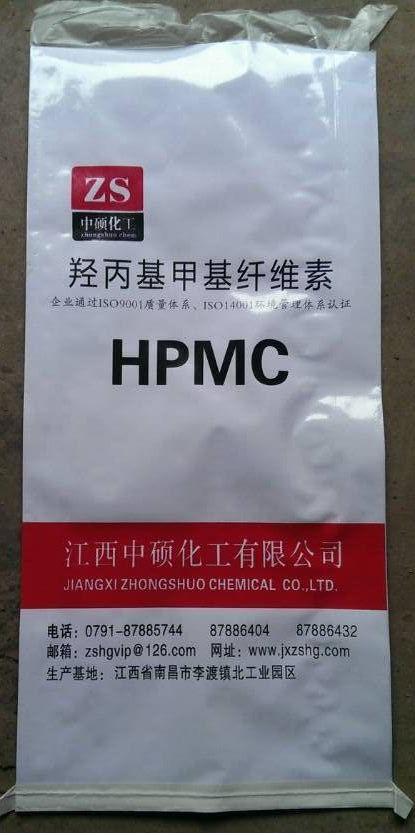 ZS
中硕化工
zhongshuo chem
羟丙基甲基纤维素
企业通过ISO9001质量体系、ISO14001环境管理体系认证
HPMC
江西中硕化工有限公司
JIANGXI ZHONGSHUO CHEMICAL CO.,LTD.
电话：0791-87885744 87886404 87886432
邮箱：zshgvip@126.com 网址：www.jxzshg.com
生产基地：江西省南昌市李渡镇北工业园区